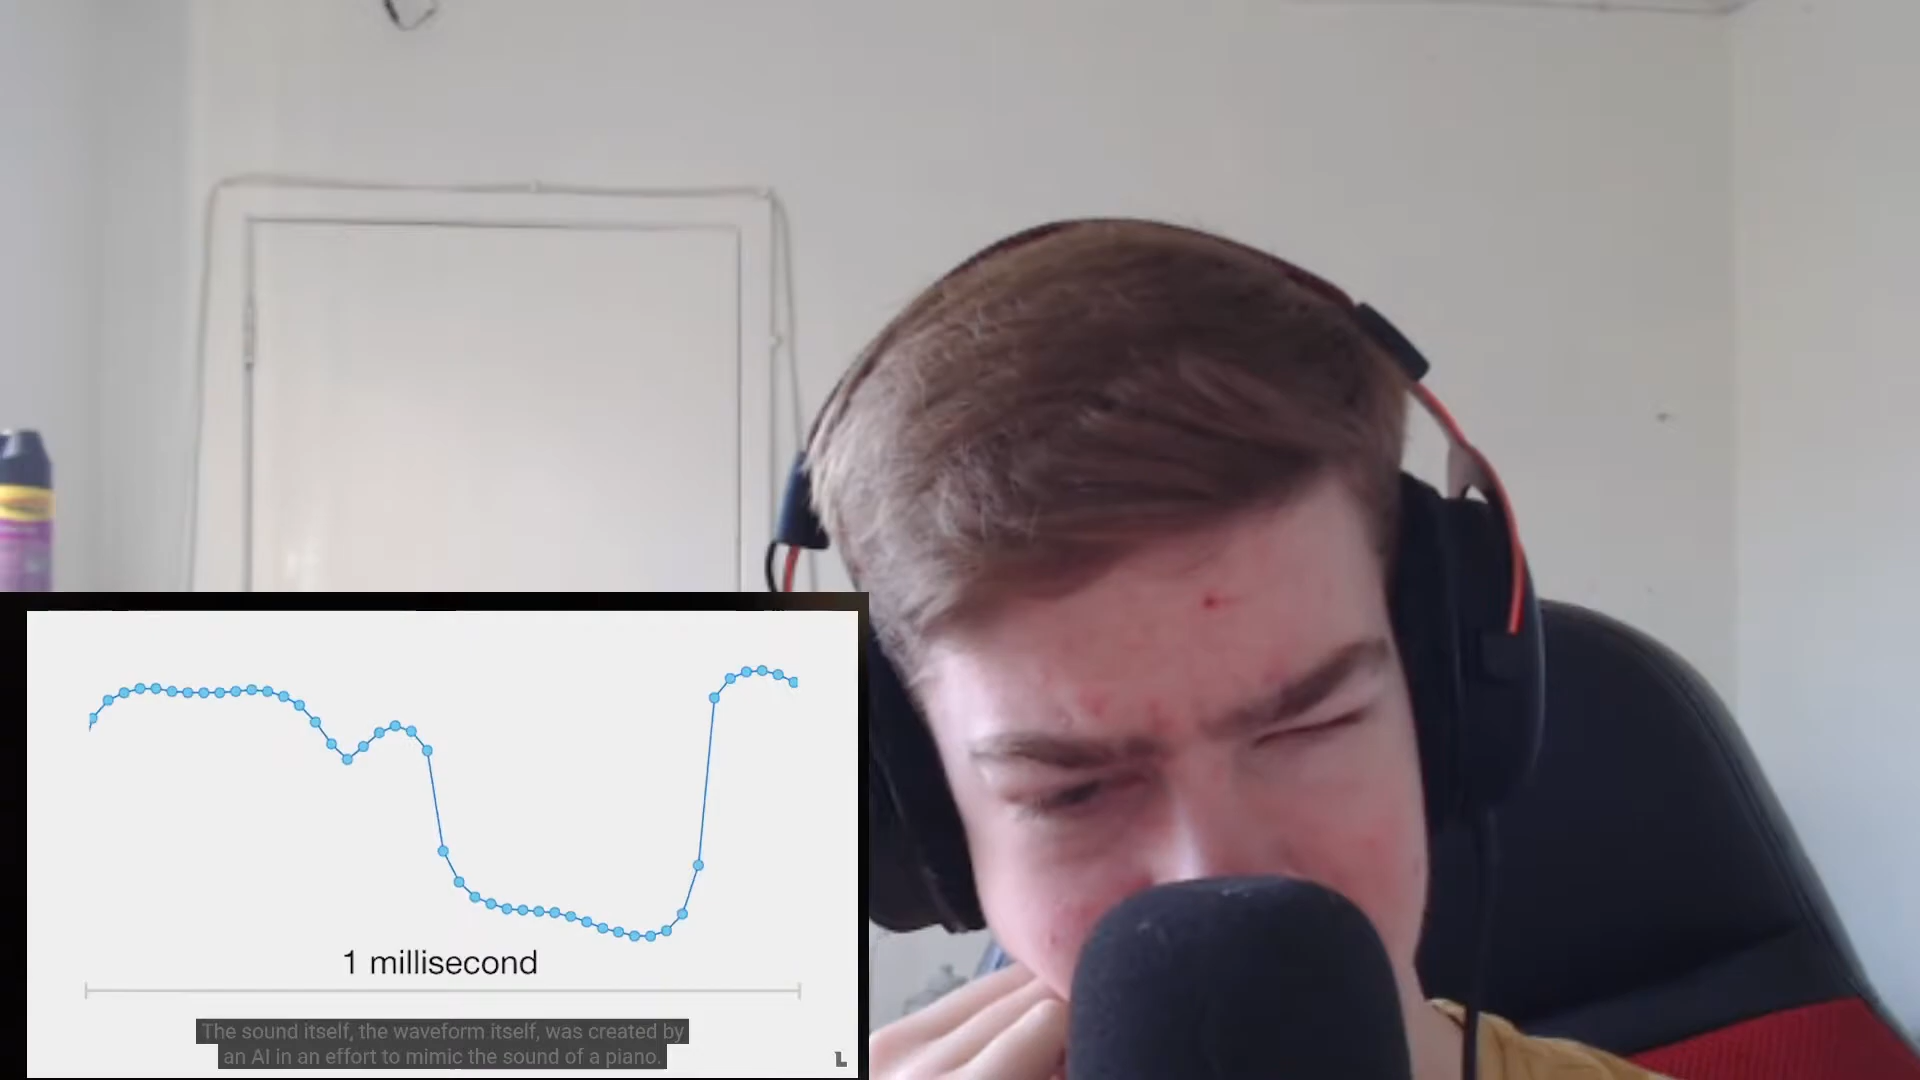 1 millisecond
The sound itself, the waveform itself, was created by
an AI in an effort to mimic the sound of a piano.
L